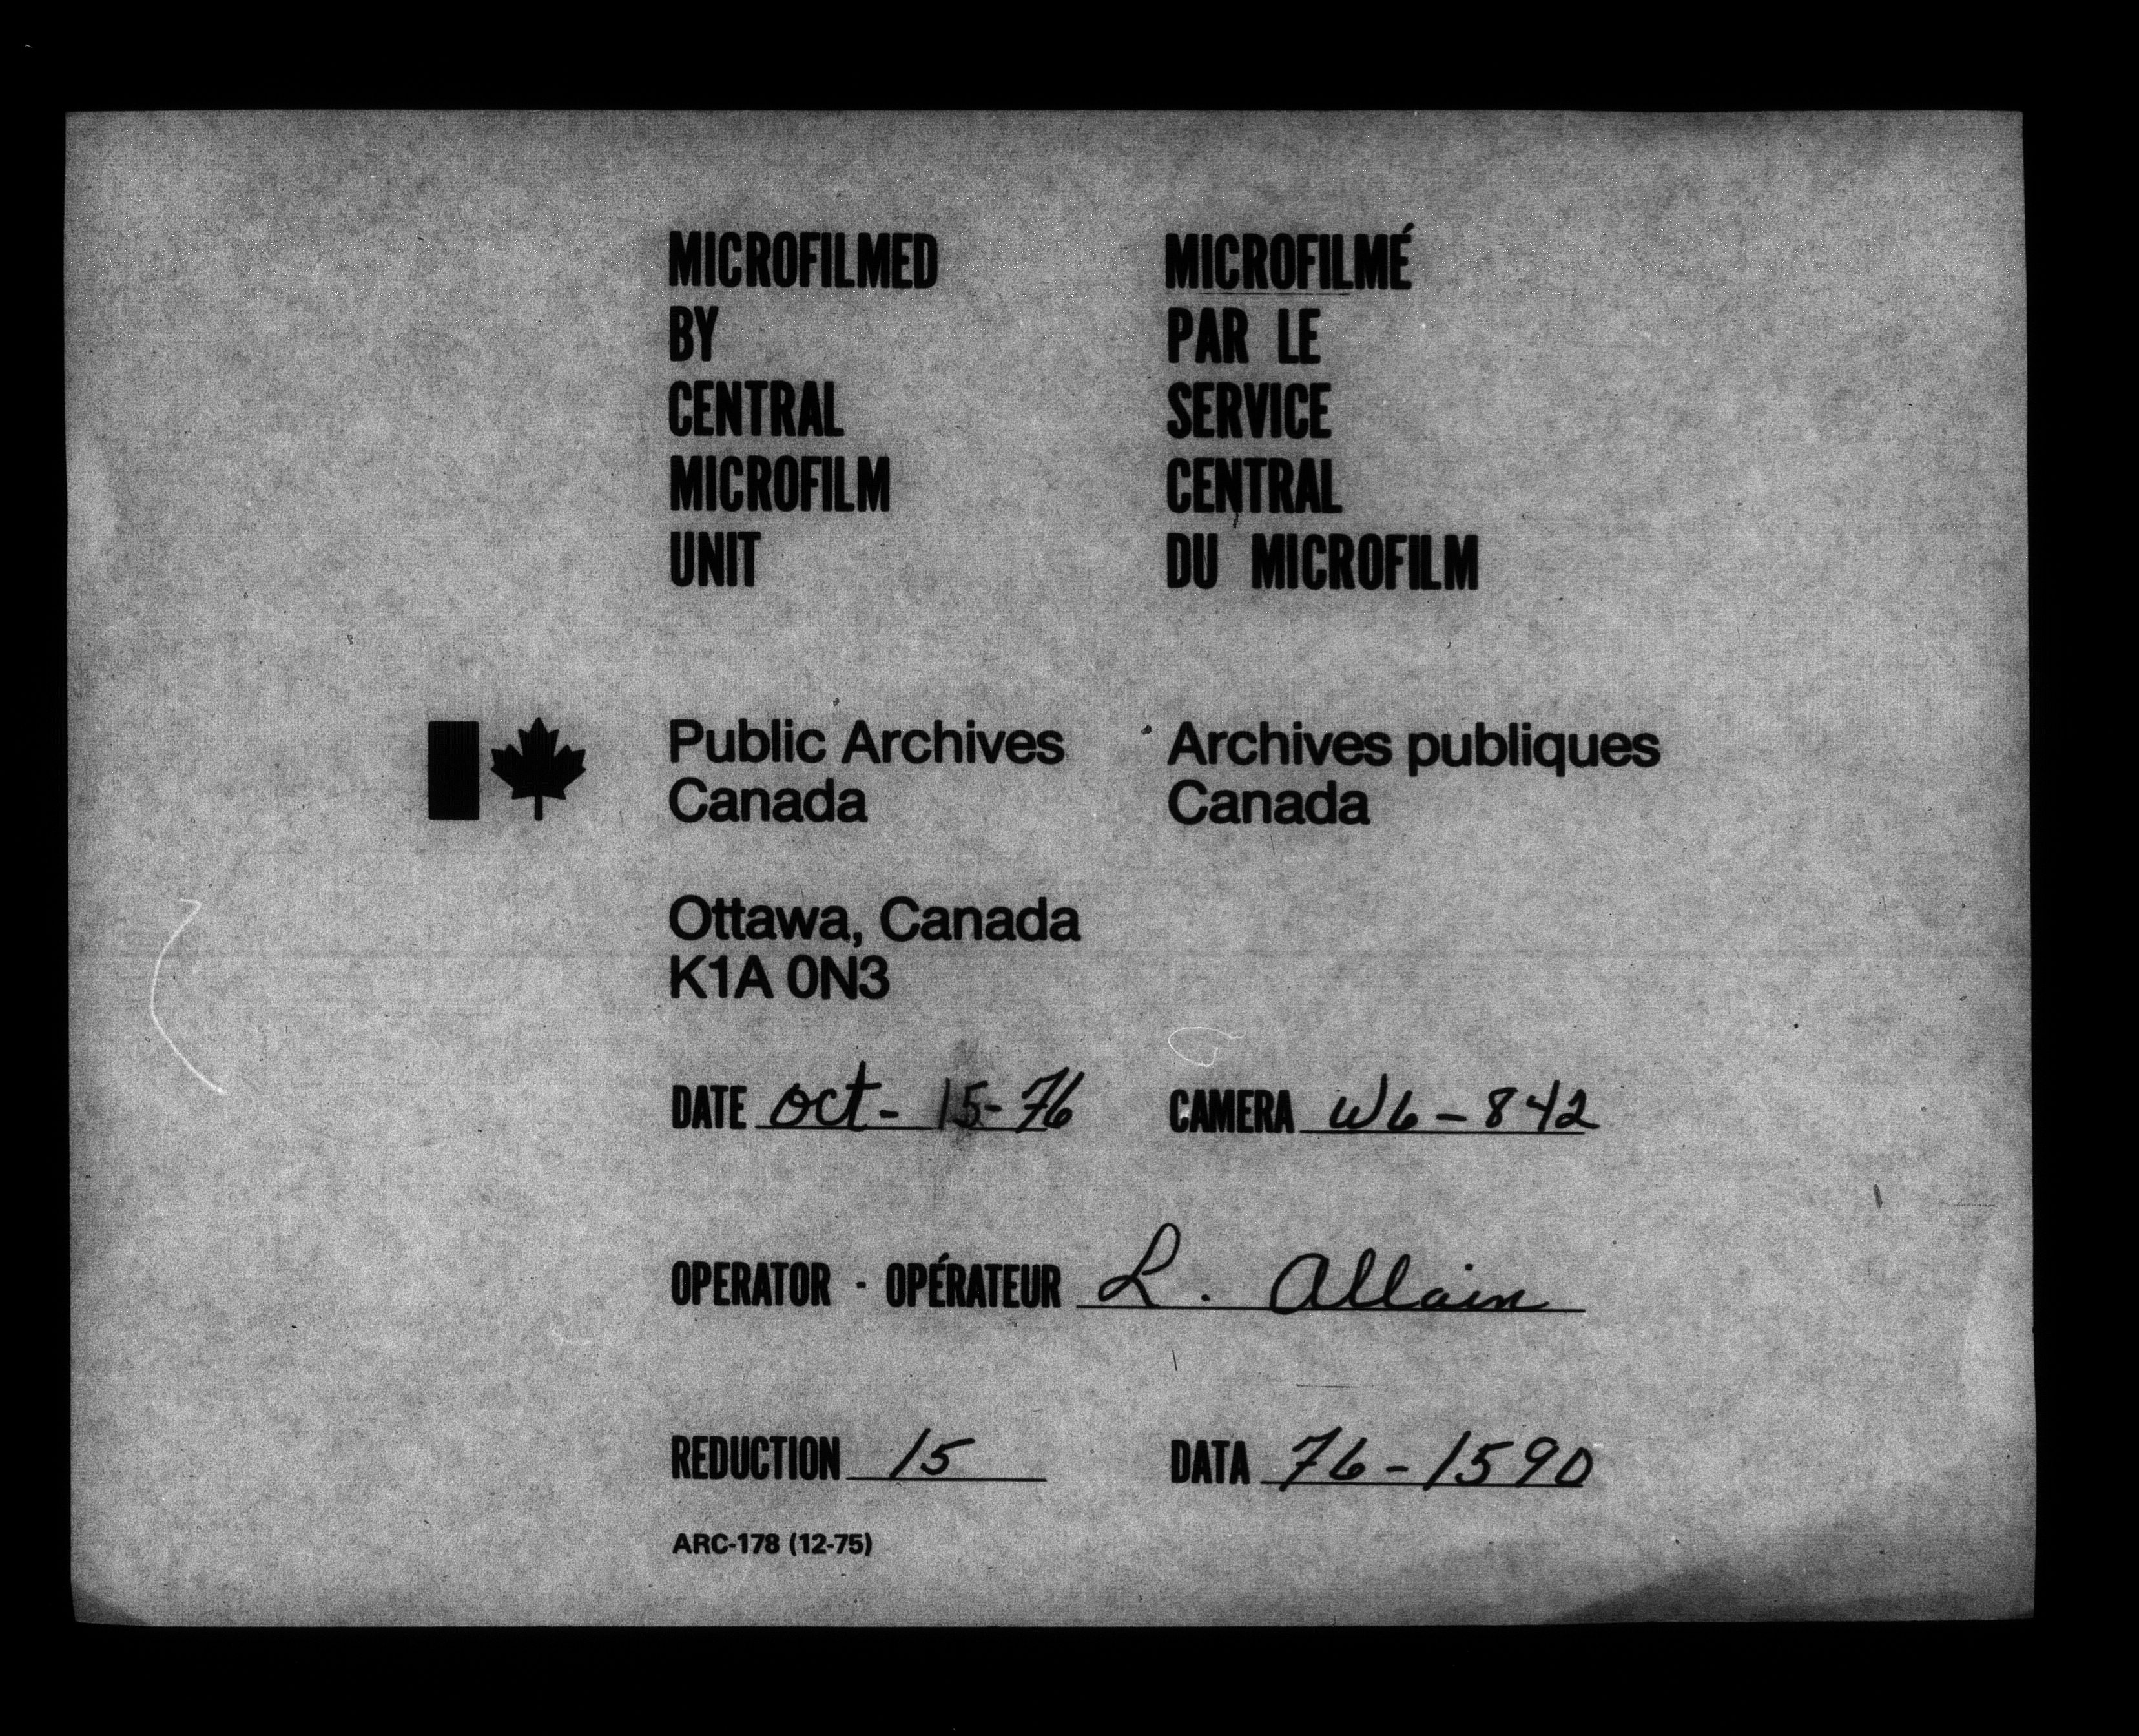 MICROFILMED
BY
CENTRAL
MICROFILM
UNIT
MICROFILMÉ
PAR LE
SERVICE
CENTRAL
DU MICROFILM
Public Archives
Canada
Archives publiques
Canada
Ottawa, Canada
K1A 0N3
DATE oct - 15 - 76
CAMERA W6 - 842
OPERATOR - OPÉRATEUR L. Allain
REDUCTION 15
DATA 76 - 1590
ARC-178 (12-75)